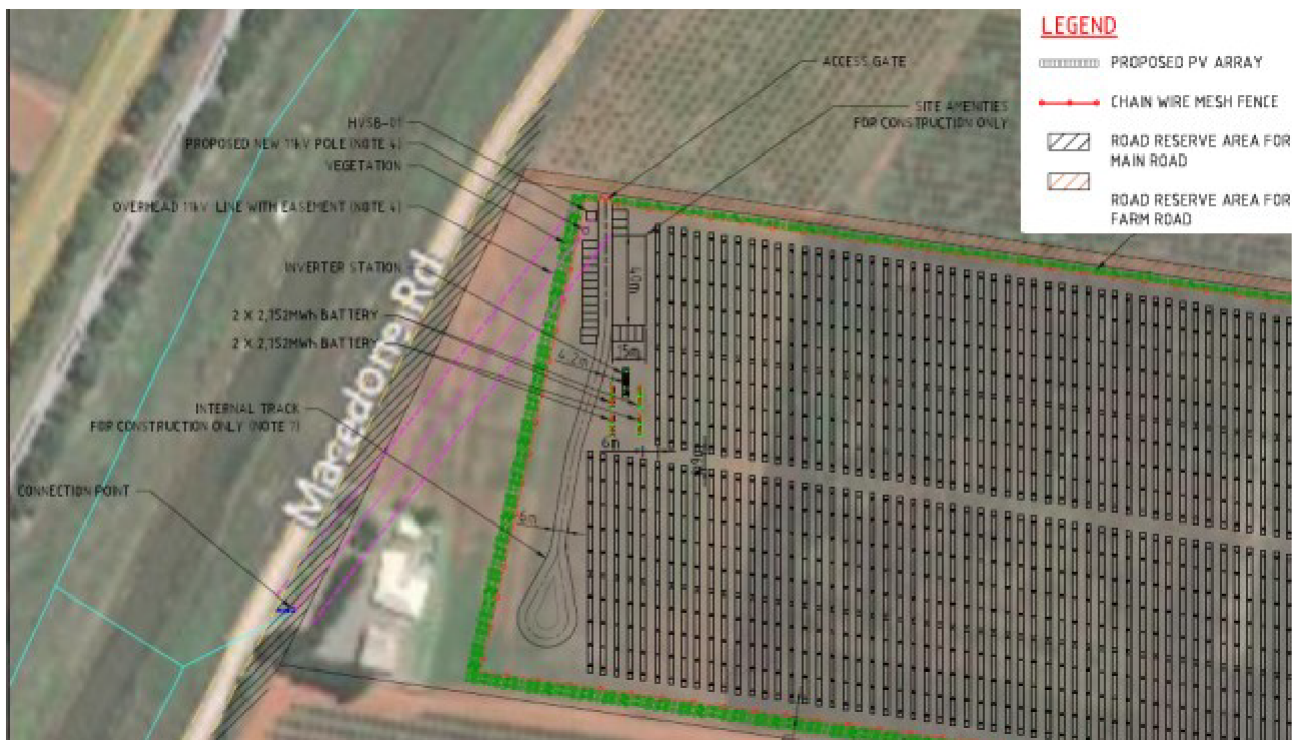 LEGEND
PROPOSED PV ARRAY
CHAIN WIRE MESH FENCE
ROAD RESERVE AREA FOR
MAIN ROAD
ROAD RESERVE AREA FOR
FARM ROAD
ACCESS GATE
SITE AMENITIES
FOR CONSTRUCTION ONLY
HVSB-01
PROPOSED NEW 11kV POLE (NOTE 4)
VEGETATION
OVERHEAD 11kV LINE WITH EASEMENT (NOTE 4)
INVERTER STATION
2 X 2,152MWh BATTERY
2 X 2,152MWh BATTERY
INTERNAL TRACK
FOR CONSTRUCTION ONLY (NOTE 7)
CONNECTION POINT
Macedone Rd
40m
15m
4.2m
6m
6m